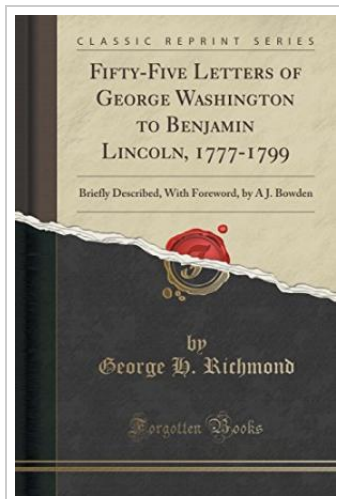 CLASSIC REPRINT SERIES
FIFTY-FIVE LETTERS OF
GEORGE WASHINGTON
TO BENJAMIN
LINCOLN, 1777-1799
Briefly Described, With Foreword, by A J. Bowden
by
George H. Richmond
Forgotten Books